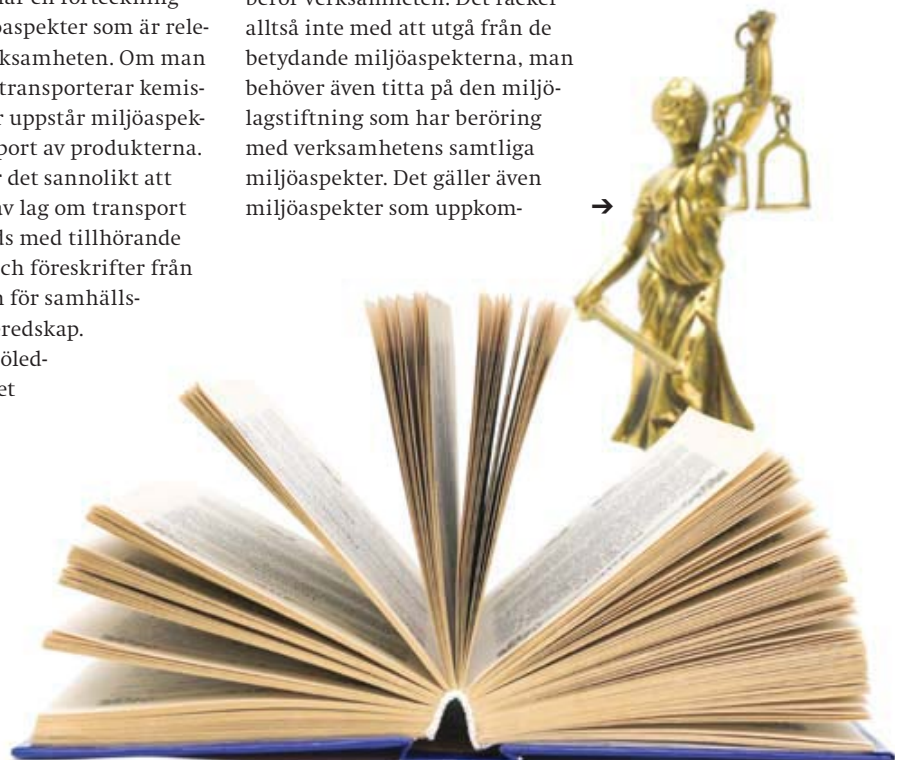 har en förteckning
öaspekter som är rele-
ksamheten. Om man
transporterar kemis-
r uppstår miljöaspek-
port av produkterna.
r det sannolikt att
av lag om transport
ds med tillhörande
och föreskrifter från
n för samhälls-
redskap.
öled-
et
berör verksamheten. Det räcker
alltså inte med att utgå från de
betydande miljöaspekterna, man
behöver även titta på den miljö-
lagstiftning som har beröring
med verksamhetens samtliga
miljöaspekter. Det gäller även
miljöaspekter som uppkom-
➔